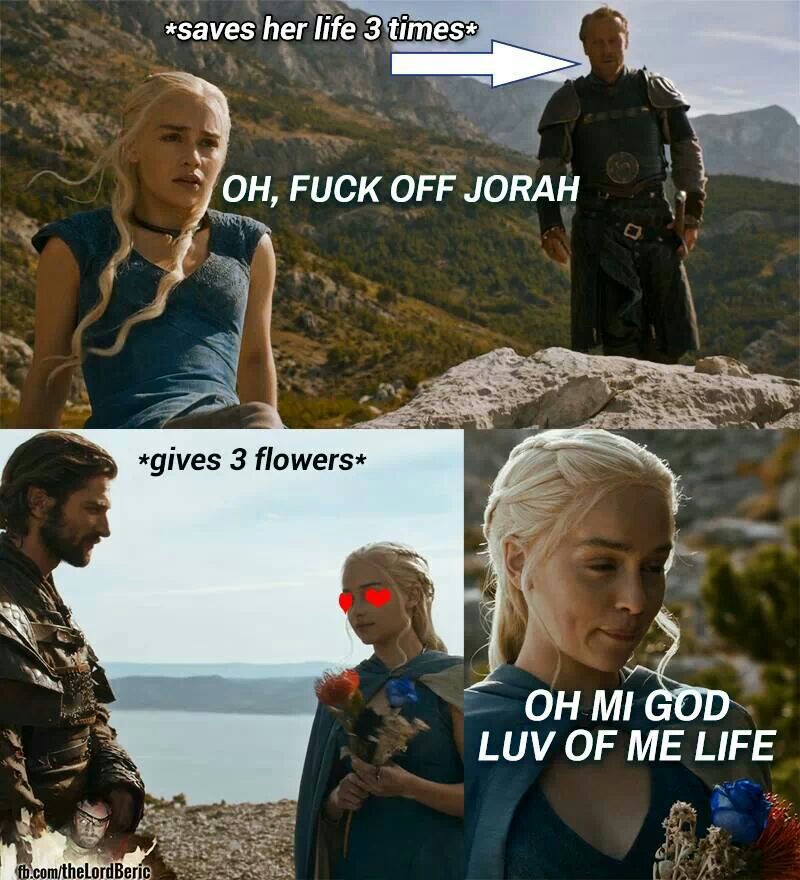 *saves her life 3 times*
OH, FUCK OFF JORAH
*gives 3 flowers*
OH MI GOD
LUV OF ME LIFE
fb.com/theLordBeric